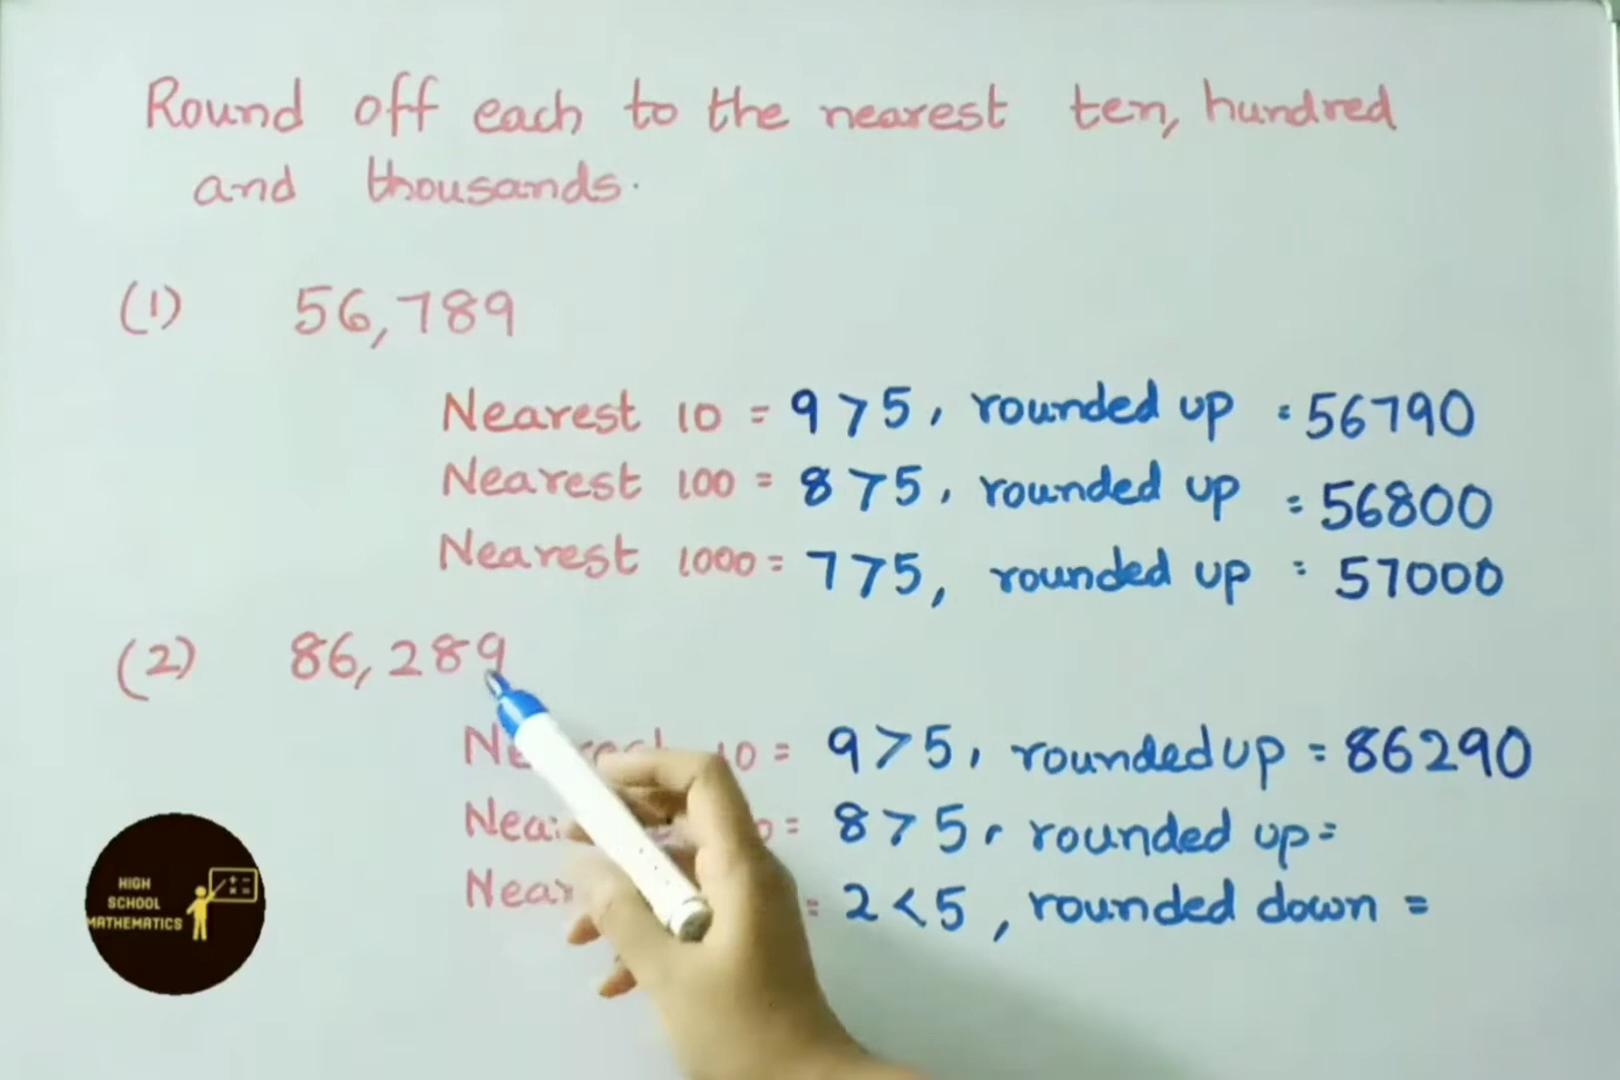 Round off each to the nearest ten, hundred
and thousands.
(1) 56,789
Nearest 10 = 9 > 5, rounded up = 56790
Nearest 100 = 8 > 5, rounded up = 56800
Nearest 1000 = 7 > 5, rounded up = 57000
(2) 86,289
10 = 9 > 5, rounded up = 86290
= 8 > 5, rounded up =
= 2 < 5, rounded down =
HIGH
SCHOOL
MATHEMATICS